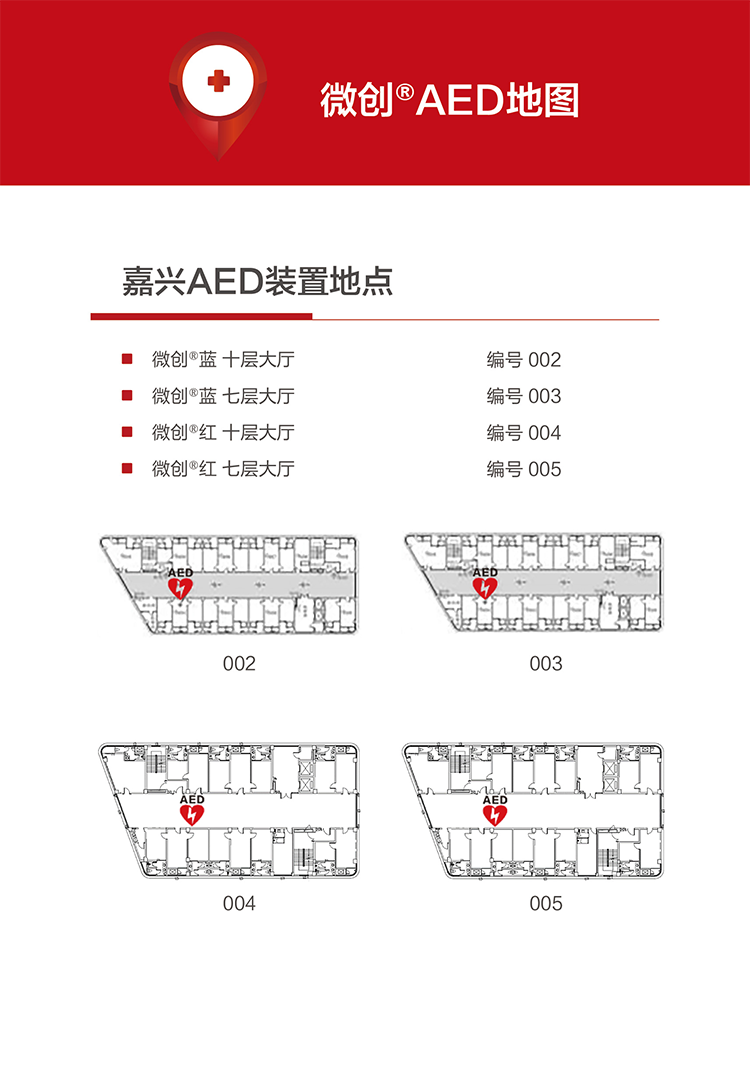 微创®AED地图
嘉兴AED装置地点
微创®蓝 十层大厅 编号 002
微创®蓝 七层大厅 编号 003
微创®红 十层大厅 编号 004
微创®红 七层大厅 编号 005
AED
AED
002
003
AED
AED
004
005